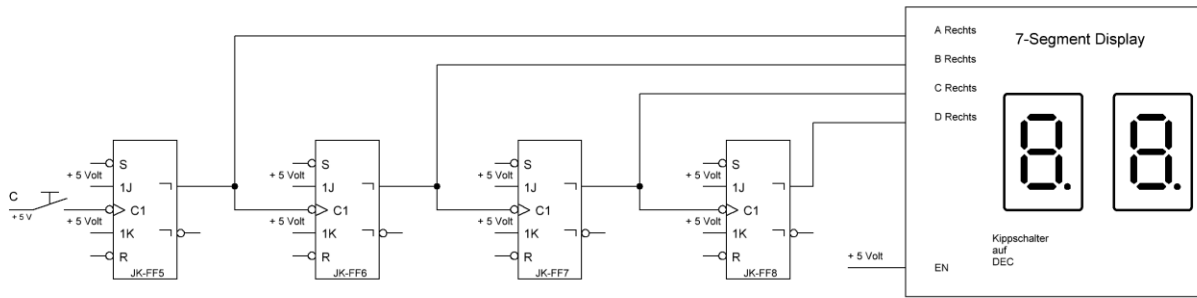 A Rechts
7-Segment Display
B Rechts
C Rechts
D Rechts
S
+ 5 Volt
1J
C
+ 5 V
+ 5 Volt
C1
1K
R
JK-FF5
S
+ 5 Volt
1J
+ 5 Volt
C1
1K
R
JK-FF6
S
+ 5 Volt
1J
+ 5 Volt
C1
1K
R
JK-FF7
S
+ 5 Volt
1J
+ 5 Volt
C1
1K
R
JK-FF8
Kippschalter
auf
DEC
+ 5 Volt
EN